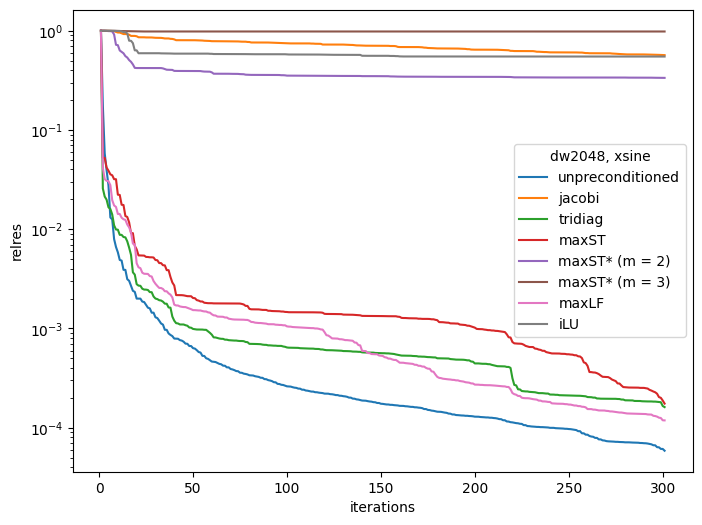 10⁰
10⁻¹
10⁻²
10⁻³
10⁻⁴
relres
0 50 100 150 200 250 300
iterations
dw2048, xsine
unpreconditioned
jacobi
tridiag
maxST
maxST* (m = 2)
maxST* (m = 3)
maxLF
iLU